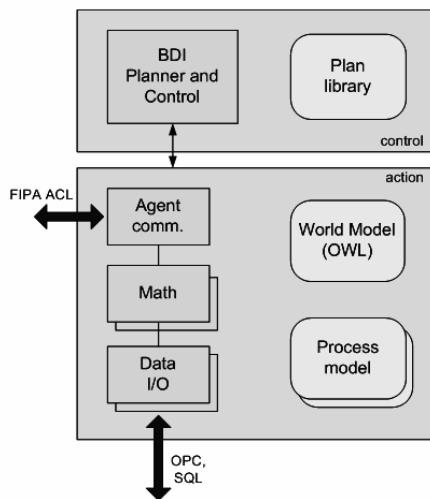 BDI
Planner and
Control
Plan
library
control
action
FIPA ACL
Agent
comm.
World Model
(OWL)
Math
Data
I/O
Process
model
OPC,
SQL